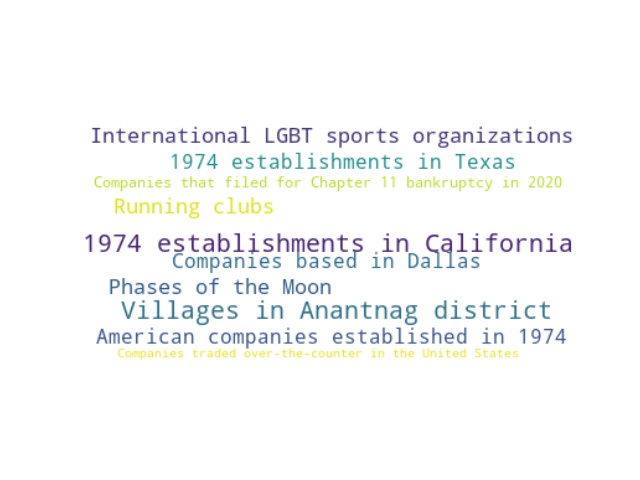 International LGBT sports organizations
1974 establishments in Texas
Companies that filed for Chapter 11 bankruptcy in 2020
Running clubs
1974 establishments in California
Companies based in Dallas
Phases of the Moon
Villages in Anantnag district
American companies established in 1974
Companies traded over-the-counter in the United States